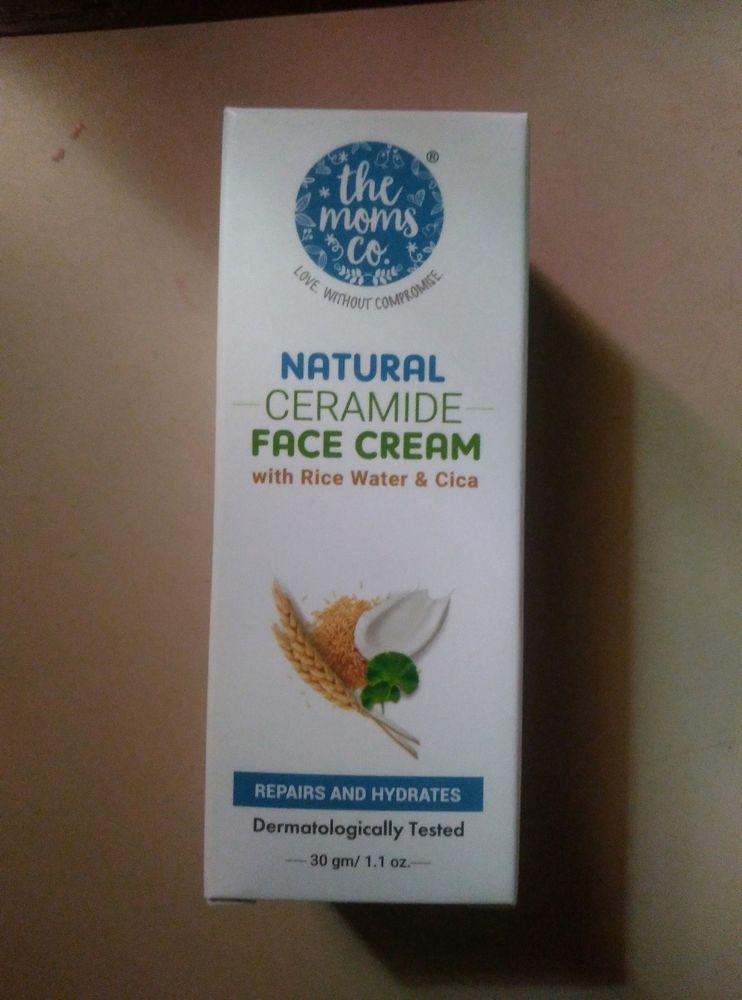 the
moms
co.
®
LOVE. WITHOUT COMPROMISE.
NATURAL
CERAMIDE
FACE CREAM
with Rice Water & Cica
REPAIRS AND HYDRATES
Dermatologically Tested
30 gm/ 1.1 oz.